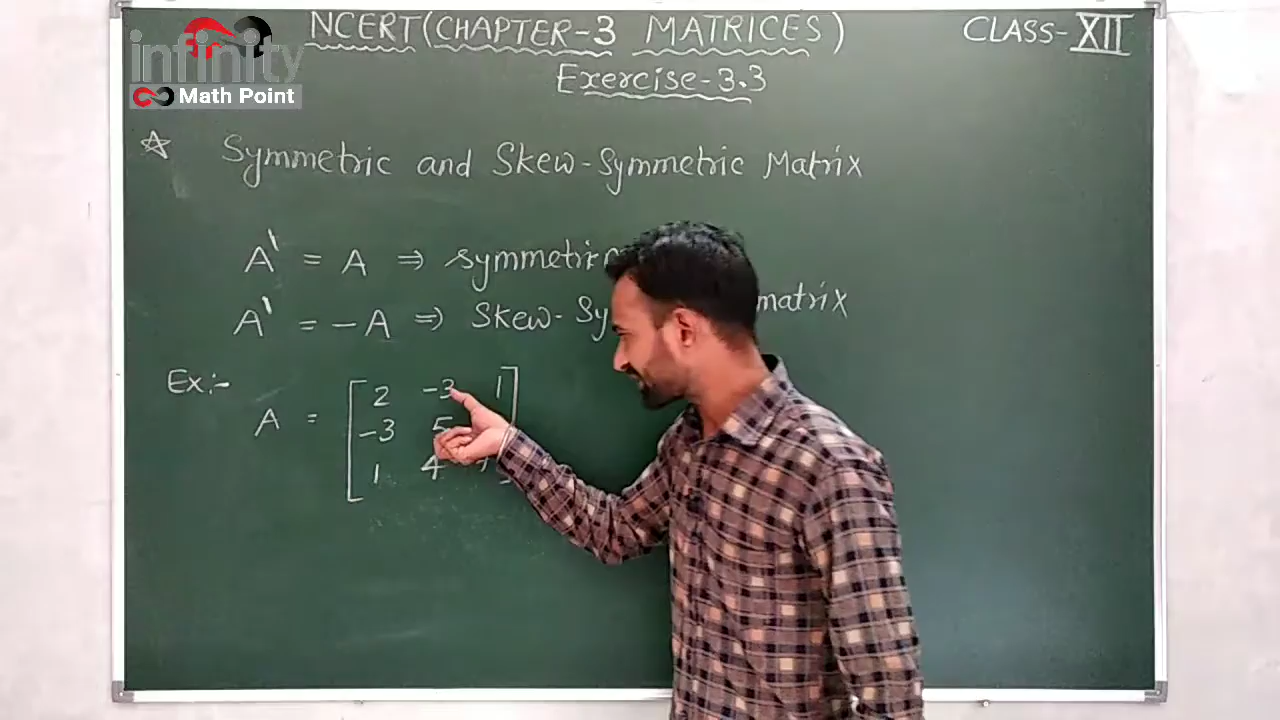 infinity
Math Point
NCERT (CHAPTER-3 MATRICES)
CLASS-XII
Exercise-3.3
☆ Symmetric and Skew-Symmetric Matrix
A' = A ⇒ symmetric
A' = -A ⇒ Skew-Sy matrix
Ex:-
2 -3 1
A = -3 5
1 4